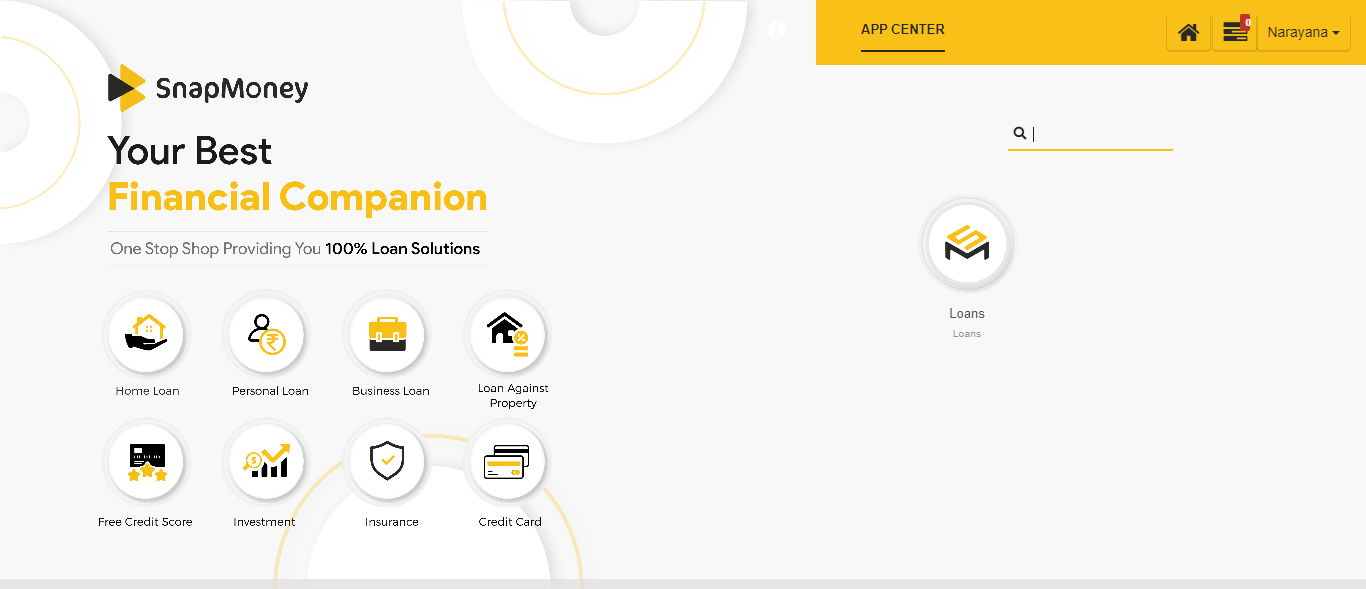 SnapMoney
Your Best
Financial Companion
One Stop Shop Providing You 100% Loan Solutions
Home Loan
Personal Loan
Business Loan
Loan Against
Property
Free Credit Score
Investment
Insurance
Credit Card
APP CENTER
0
Narayana
Loans
Loans